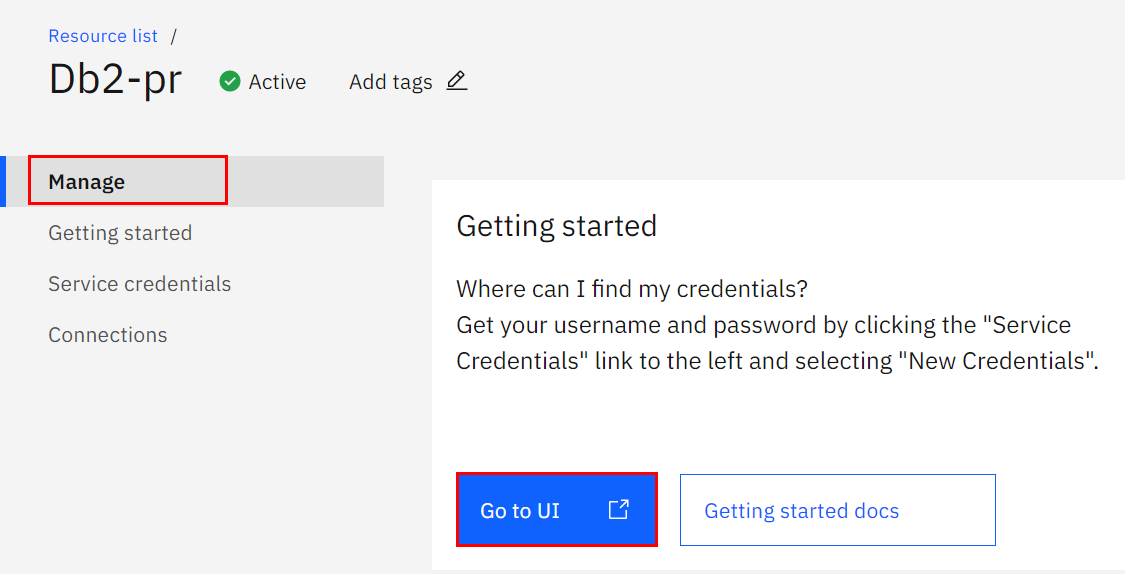 Resource list /
Db2-pr Active Add tags
Manage
Getting started
Service credentials
Connections
Getting started
Where can I find my credentials?
Get your username and password by clicking the "Service
Credentials" link to the left and selecting "New Credentials".
Go to UI
Getting started docs